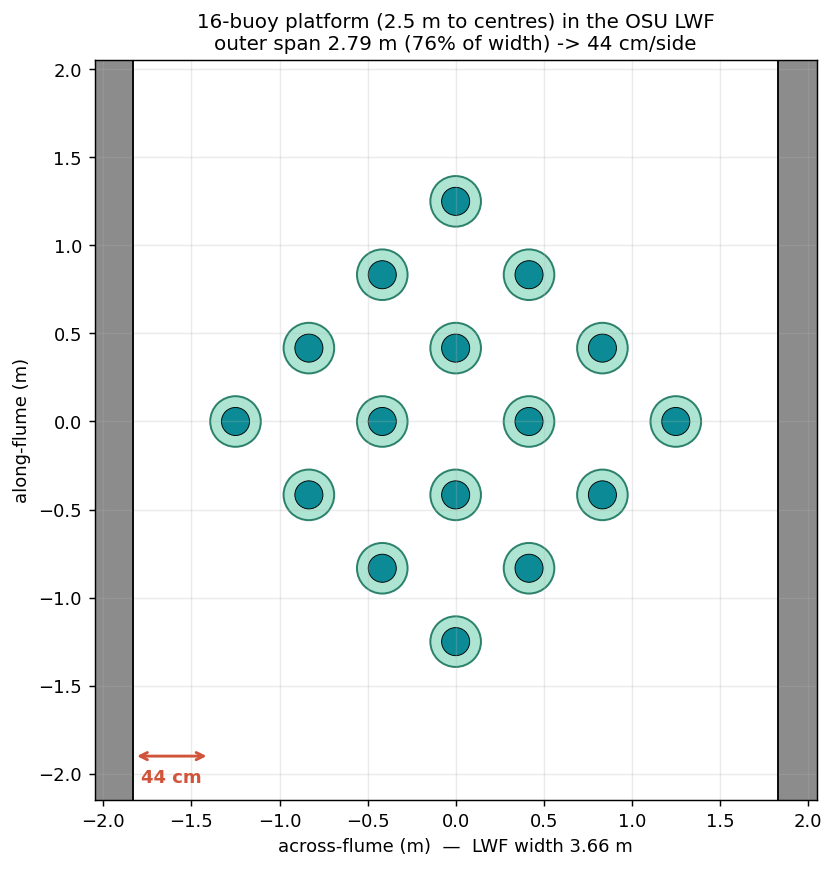 16-buoy platform (2.5 m to centres) in the OSU LWF
outer span 2.79 m (76% of width) -> 44 cm/side
2.0
1.5
1.0
0.5
0.0
−0.5
−1.0
−1.5
−2.0
along-flume (m)
44 cm
−2.0 −1.5 −1.0 −0.5 0.0 0.5 1.0 1.5 2.0
across-flume (m) — LWF width 3.66 m